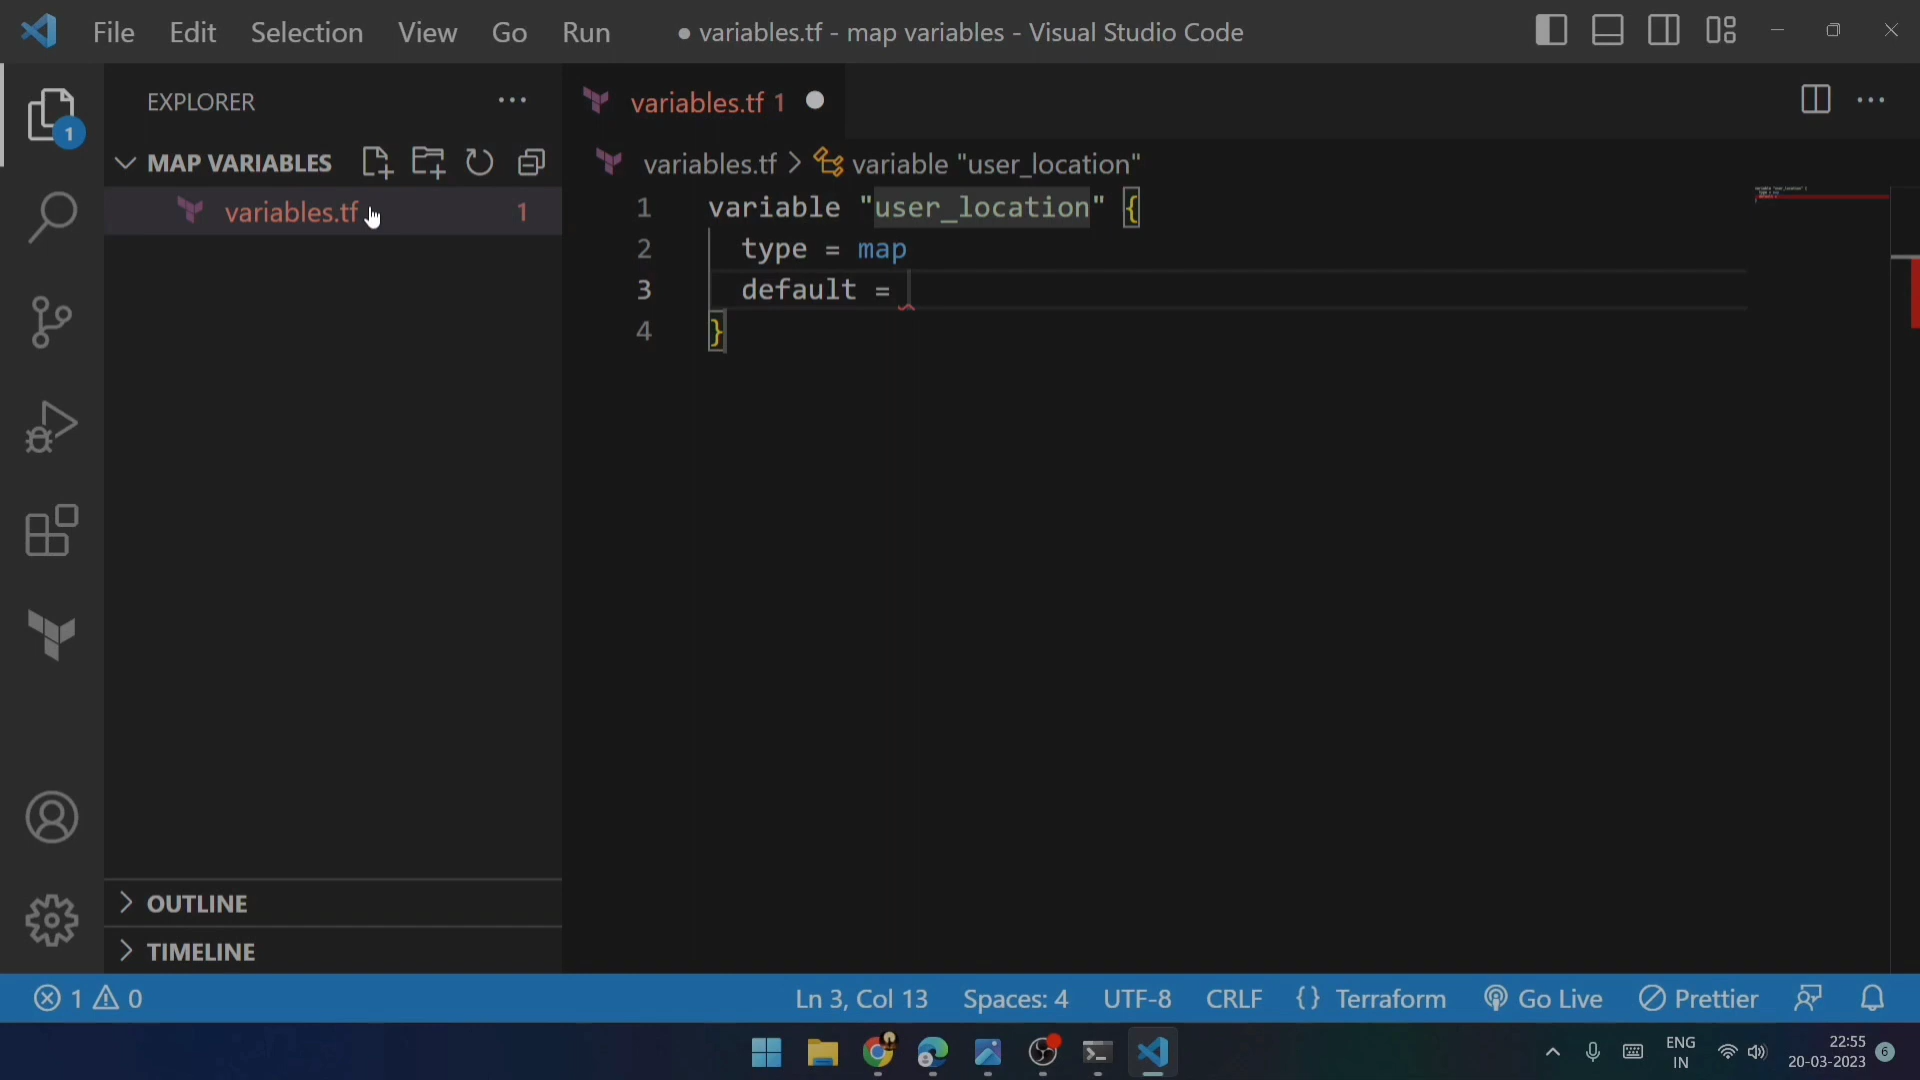 File Edit Selection View Go Run ● variables.tf - map variables - Visual Studio Code
EXPLORER
MAP VARIABLES
variables.tf 1
1
variables.tf 1
variables.tf > variable "user_location"
1 variable "user_location" {
2 type = map
3 default =
4 }
OUTLINE
TIMELINE
1 0
Ln 3, Col 13 Spaces: 4 UTF-8 CRLF {} Terraform Go Live Prettier
ENG
IN
22:55
20-03-2023
6